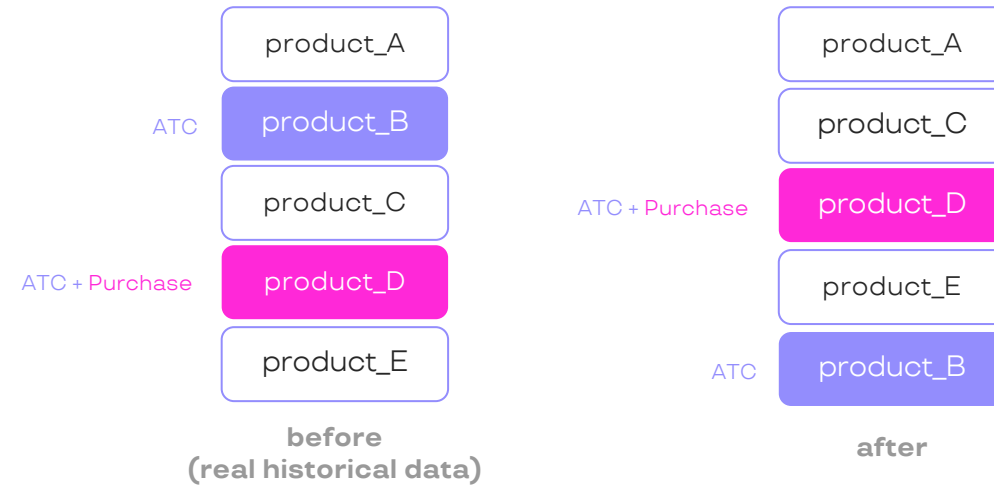 product_A
ATC
product_B
product_C
ATC + Purchase
product_D
product_E
before
(real historical data)
product_A
product_C
ATC + Purchase
product_D
product_E
ATC
product_B
after